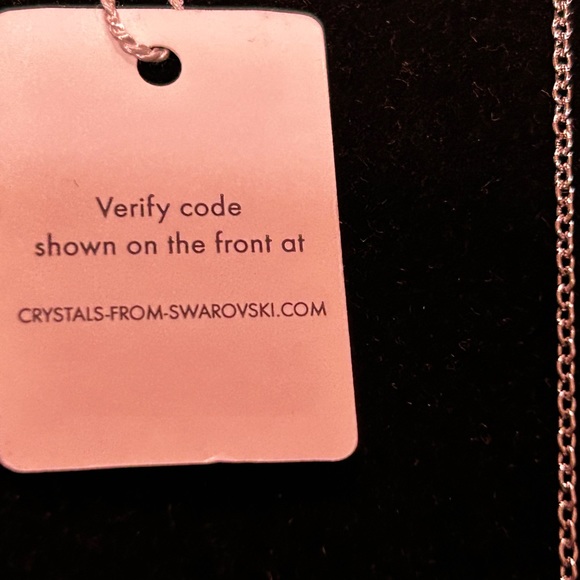 Verify code
shown on the front at
CRYSTALS-FROM-SWAROVSKI.COM